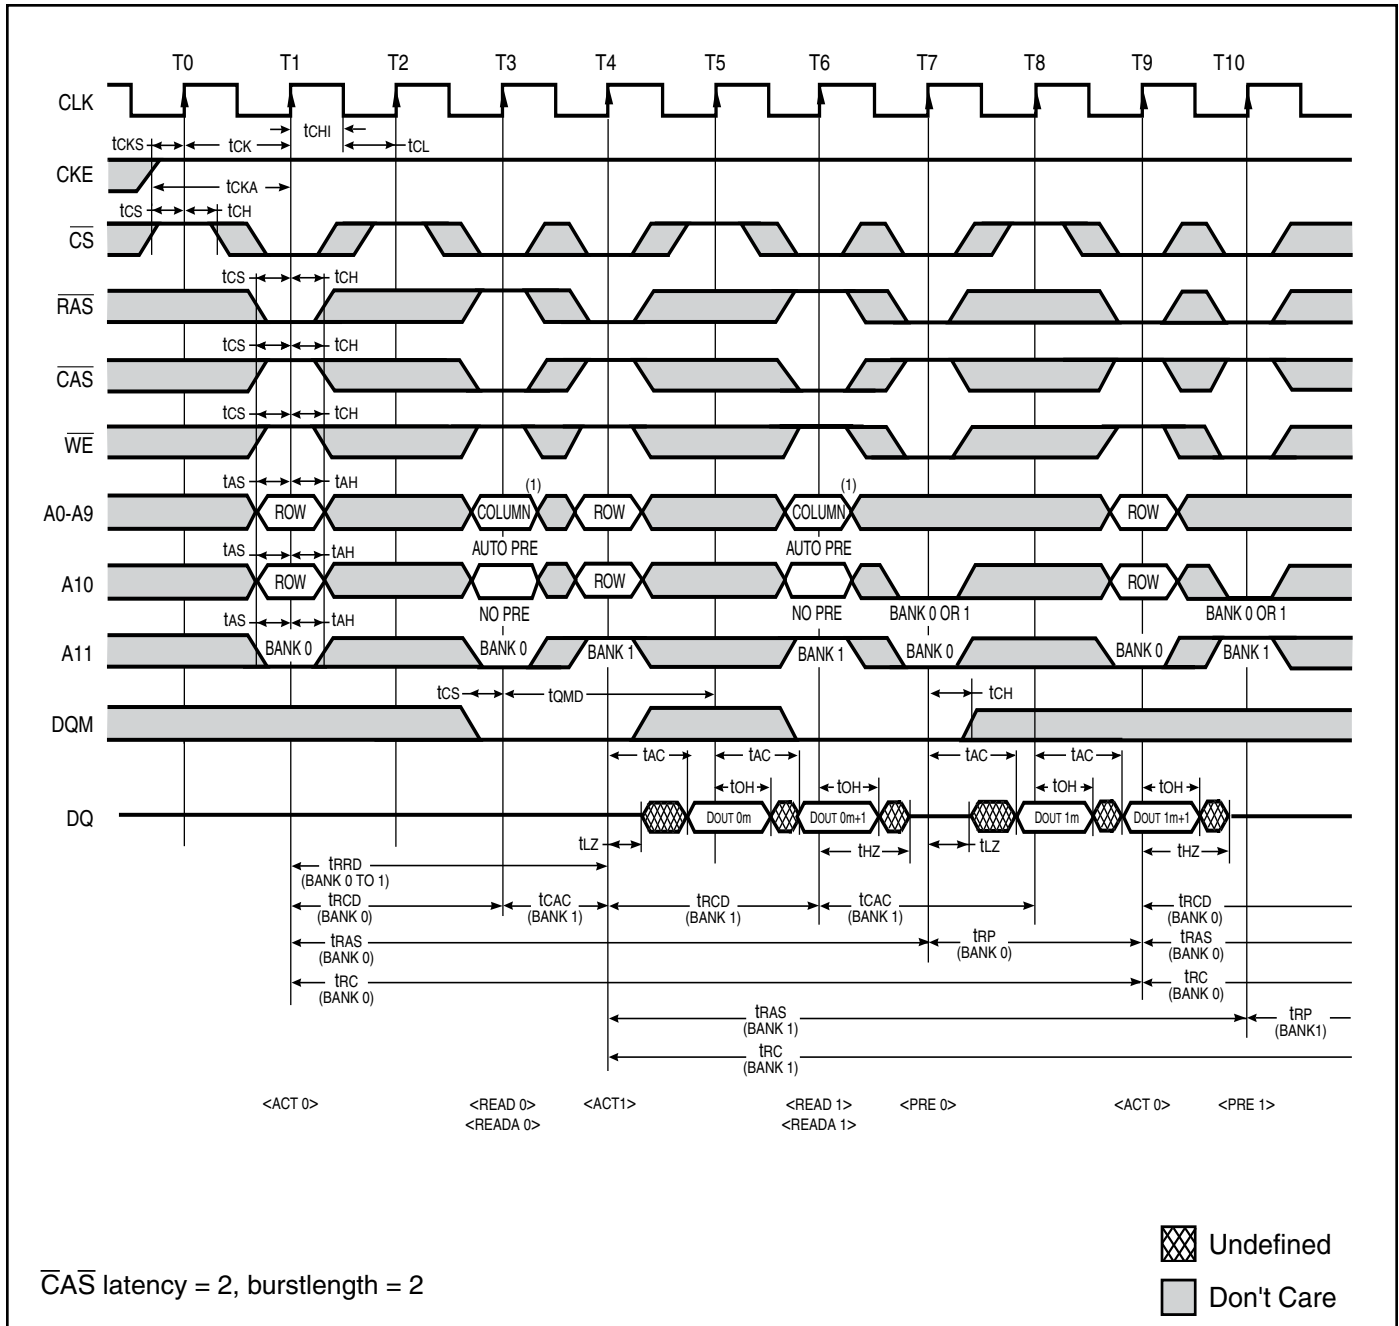 T0 T1 T2 T3 T4 T5 T6 T7 T8 T9 T10
CLK
tCHI
tCKS tCK tCL
CKE
tCKA
tCS tCH
CS
tCS tCH
RAS
tCS tCH
CAS
tCS tCH
WE
tAS tAH (1) (1)
A0-A9 ROW COLUMN ROW COLUMN ROW
tAS tAH AUTO PRE AUTO PRE
A10 ROW ROW ROW
NO PRE NO PRE BANK 0 OR 1 BANK 0 OR 1
tAS tAH
A11 BANK 0 BANK 0 BANK 1 BANK 1 BANK 0 BANK 0 BANK 1
tCS tQMD tCH
DQM
tAC tAC tAC tAC
tOH tOH tOH tOH
DQ DOUT 0m DOUT 0m+1 DOUT 1m DOUT 1m+1
tLZ tHZ tLZ tHZ
tRRD
(BANK 0 TO 1)
tRCD tCAC tRCD tCAC tRCD
(BANK 0) (BANK 1) (BANK 1) (BANK 1) (BANK 0)
tRAS tRP tRAS
(BANK 0) (BANK 0) (BANK 0)
tRC tRC
(BANK 0) (BANK 0)
tRAS tRP
(BANK 1) (BANK1)
tRC
(BANK 1)
<ACT 0> <READ 0> <ACT1> <READ 1> <PRE 0> <ACT 0> <PRE 1>
<READA 0> <READA 1>
Undefined
CAS latency = 2, burstlength = 2
Don't Care